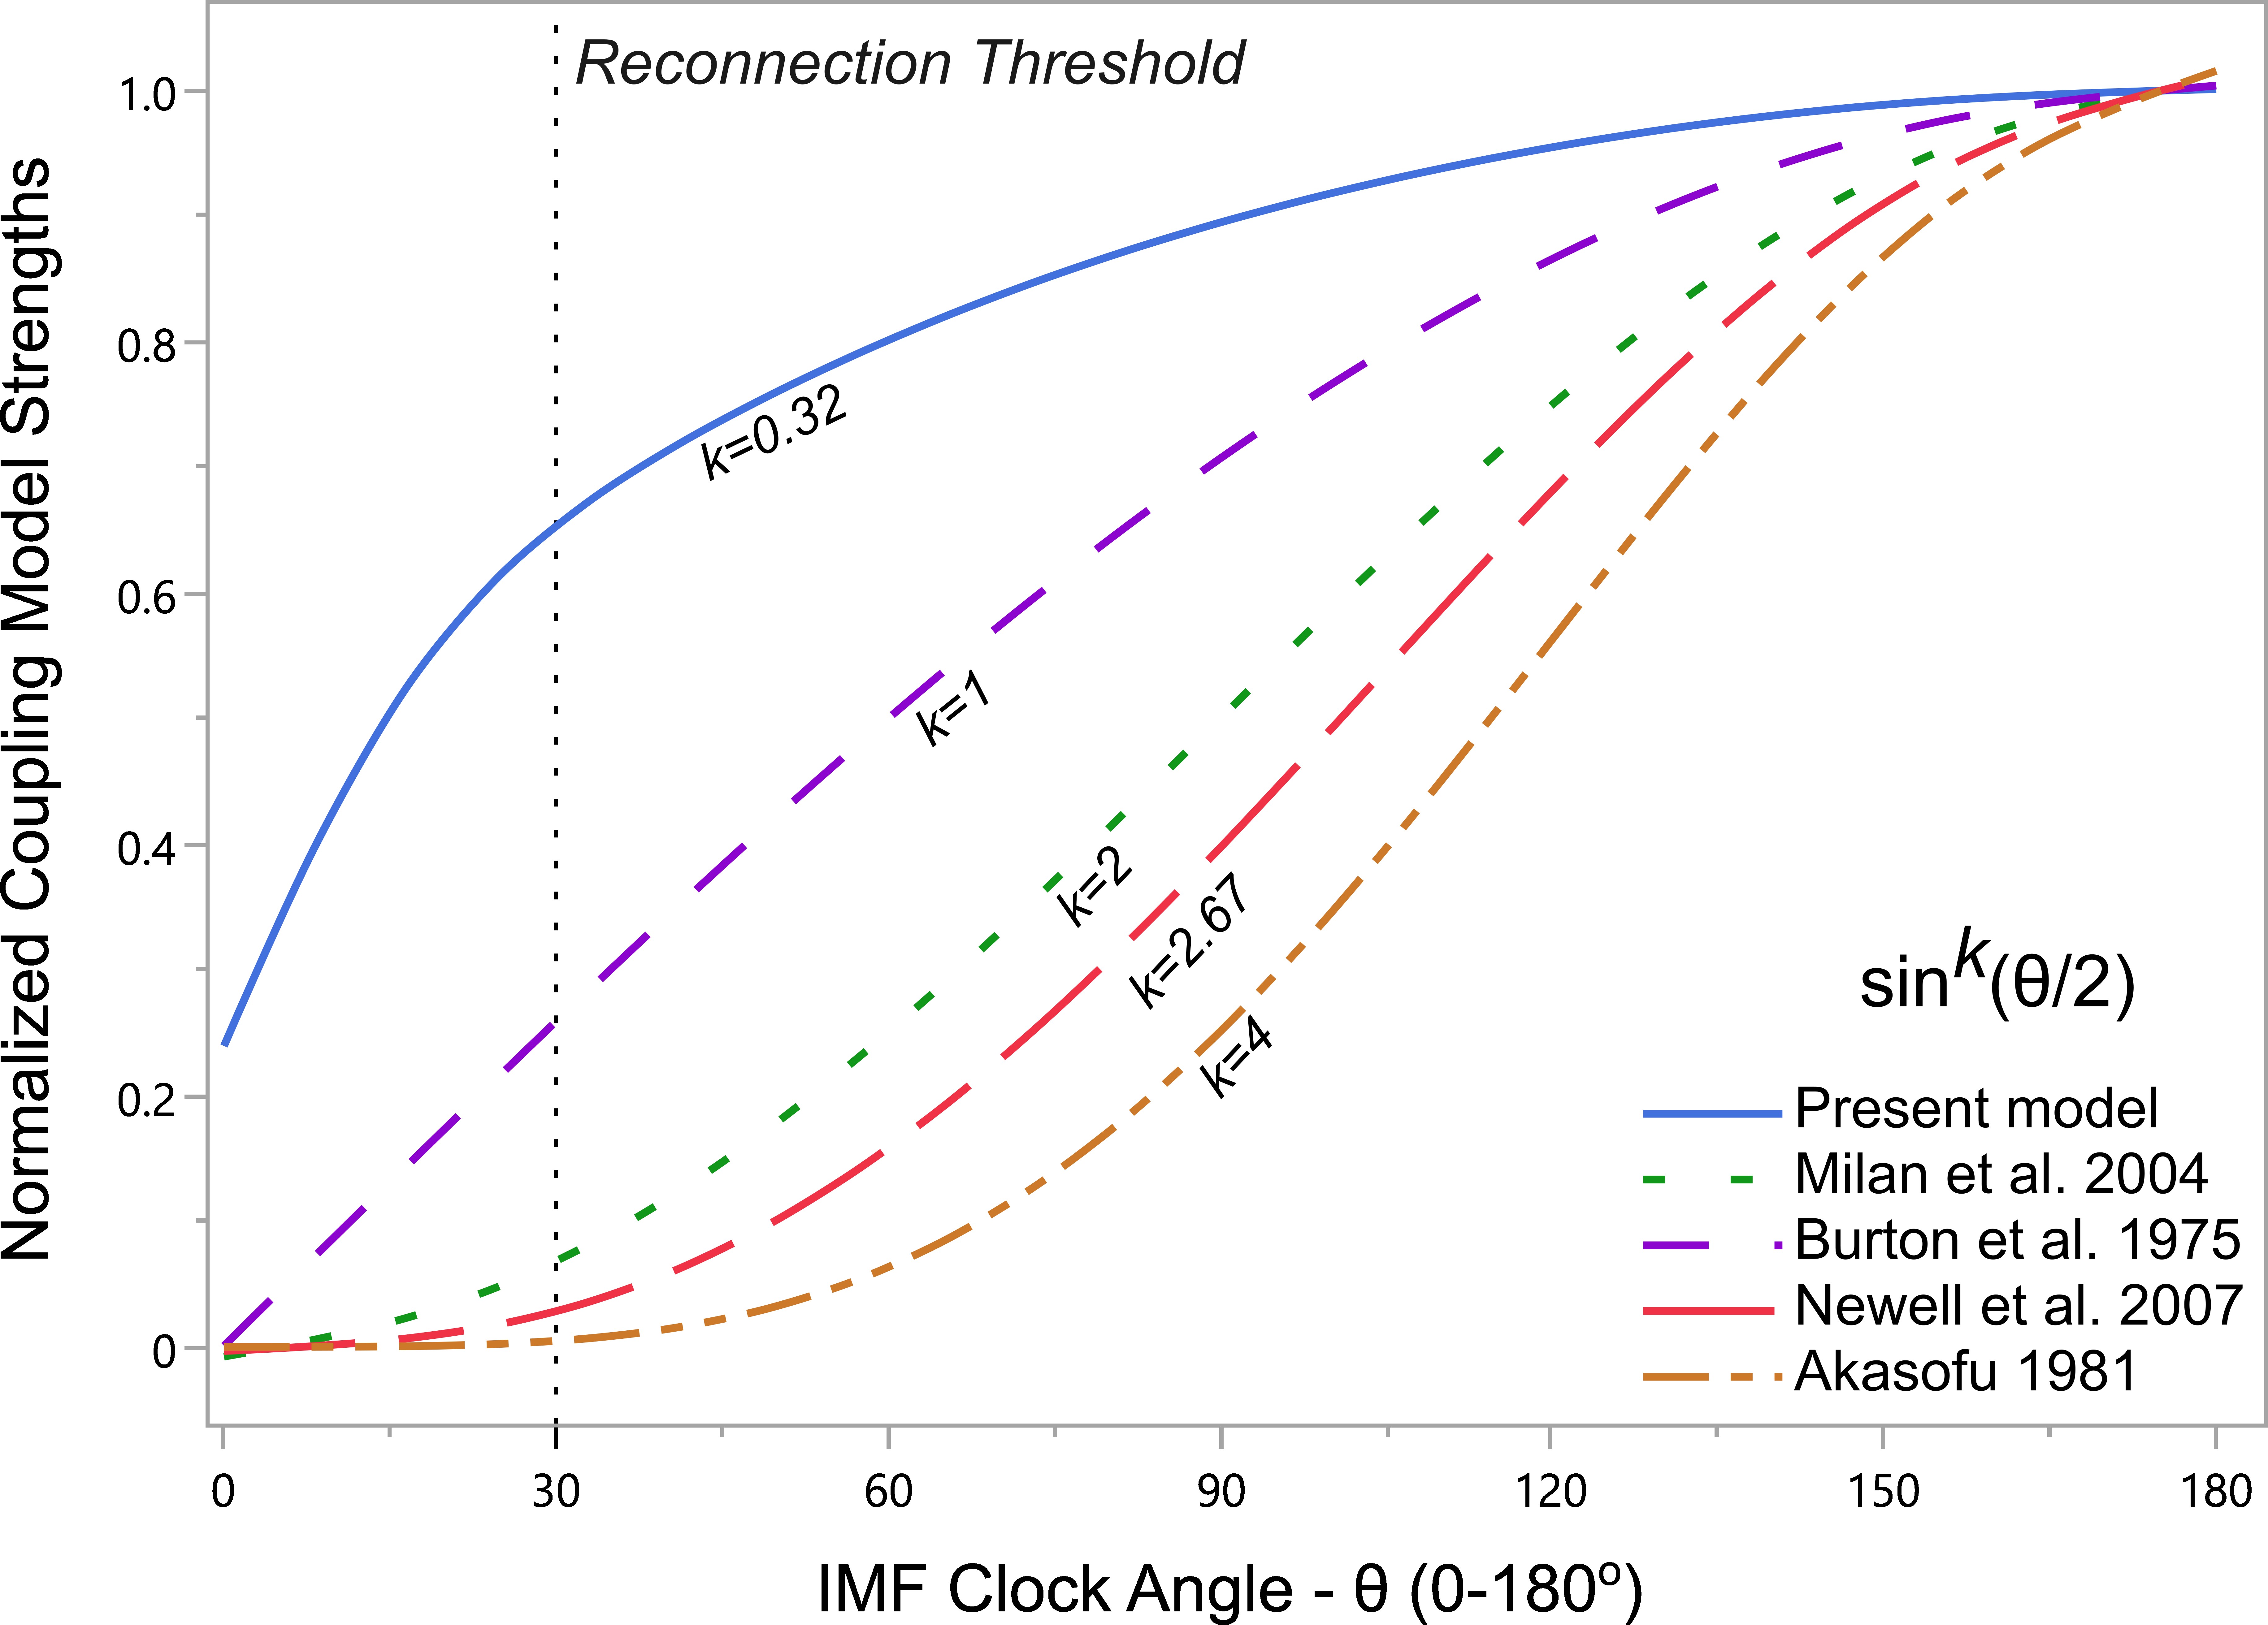 Reconnection Threshold
Normalized Coupling Model Strengths
1.0
0.8
0.6
0.4
0.2
0
k=0.32
k=1
k=2
k=2.67
k=4
sinᵏ(θ/2)
Present model
Milan et al. 2004
Burton et al. 1975
Newell et al. 2007
Akasofu 1981
0 30 60 90 120 150 180
IMF Clock Angle - θ (0-180º)